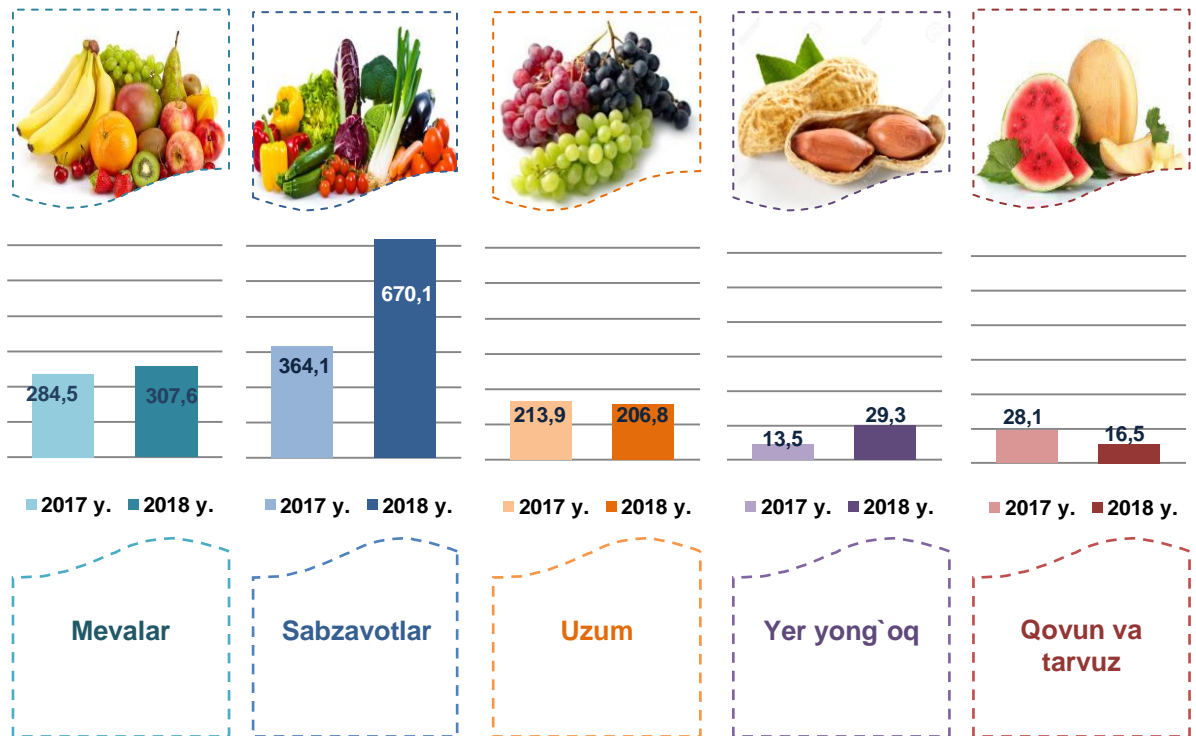 284,5
307,6
2017 y. 2018 y.
Mevalar
364,1
670,1
2017 y. 2018 y.
Sabzavotlar
213,9
206,8
2017 y. 2018 y.
Uzum
13,5
29,3
2017 y. 2018 y.
Yer yong`oq
28,1
16,5
2017 y. 2018 y.
Qovun va
tarvuz